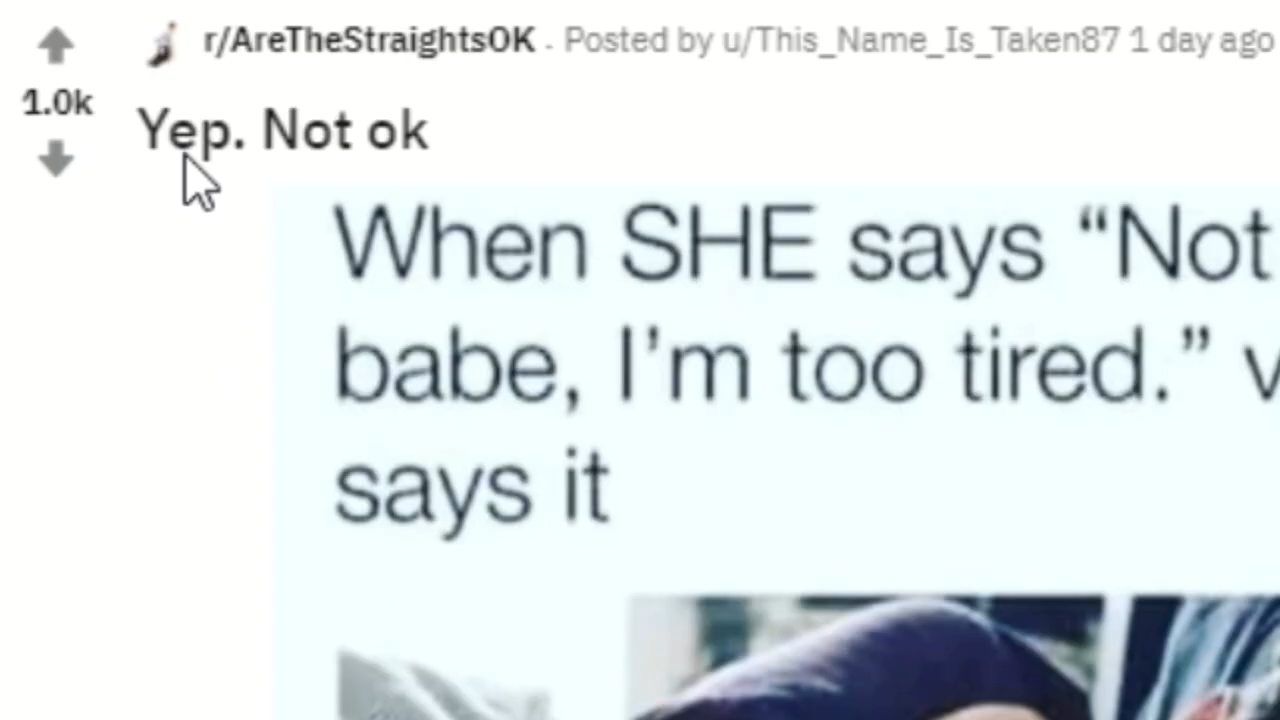 r/AreTheStraightsOK · Posted by u/This_Name_Is_Taken87 1 day ago
1.0k
Yep. Not ok
When SHE says “Not
babe, I’m too tired.”
says it